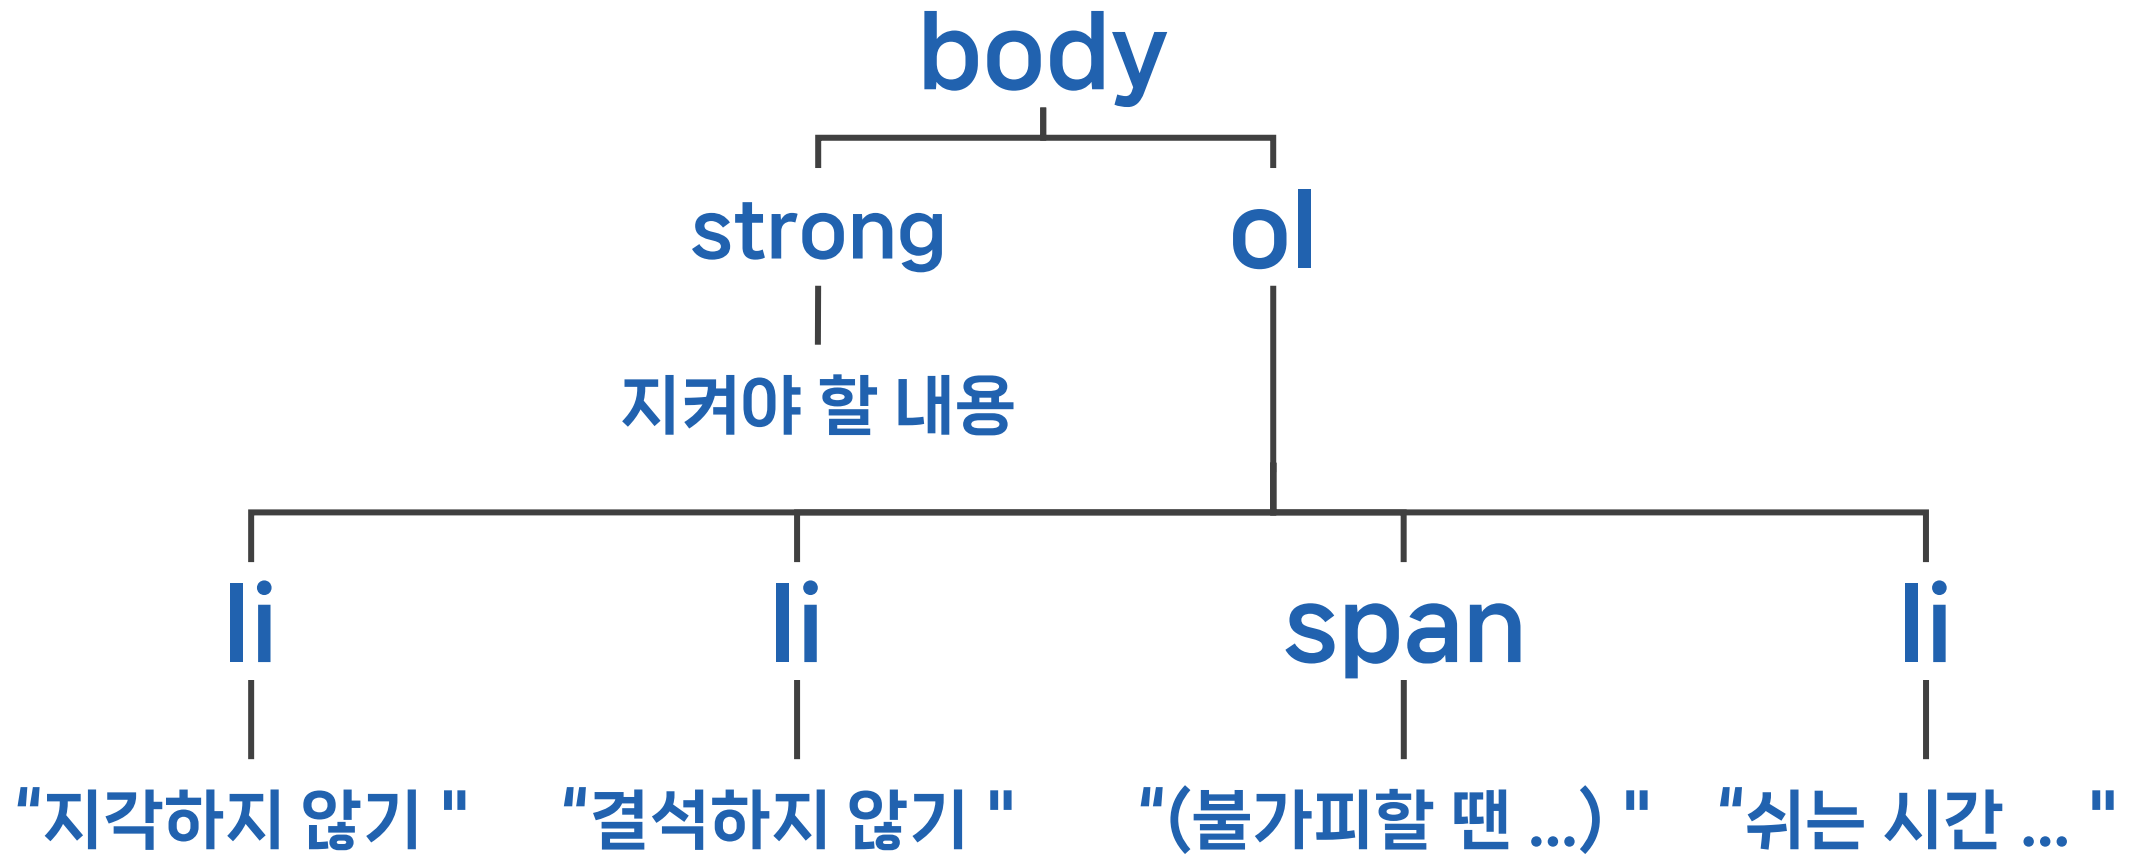 body
strong ol
지켜야 할 내용
li li span li
"지각하지 않기 " "결석하지 않기 " "(불가피할 땐 ...) " "쉬는 시간 ... "